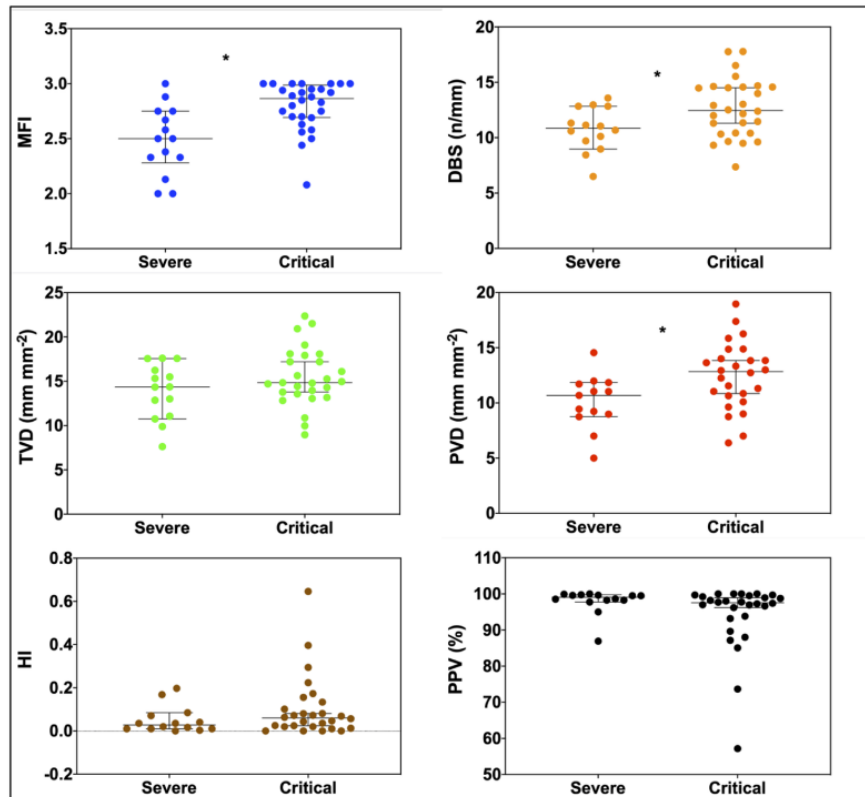 *
MFI
3.0
2.5
2.0
1.5
Severe
Critical
*
DBS (n/mm)
20
15
10
5
0
Severe
Critical
TVD (mm mm-2)
25
20
15
10
5
0
Severe
Critical
*
PVD (mm mm-2)
20
15
10
5
0
Severe
Critical
HI
0.8
0.6
0.4
0.2
0.0
-0.2
Severe
Critical
PPV (%)
110
100
90
80
70
60
50
Severe
Critical